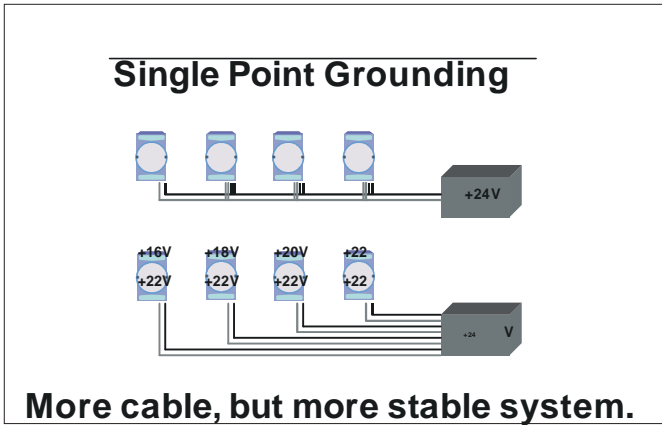 Single Point Grounding
+24V
+16V +18V +20V +22
+22V +22V +22V +22
+24 V
More cable, but more stable system.